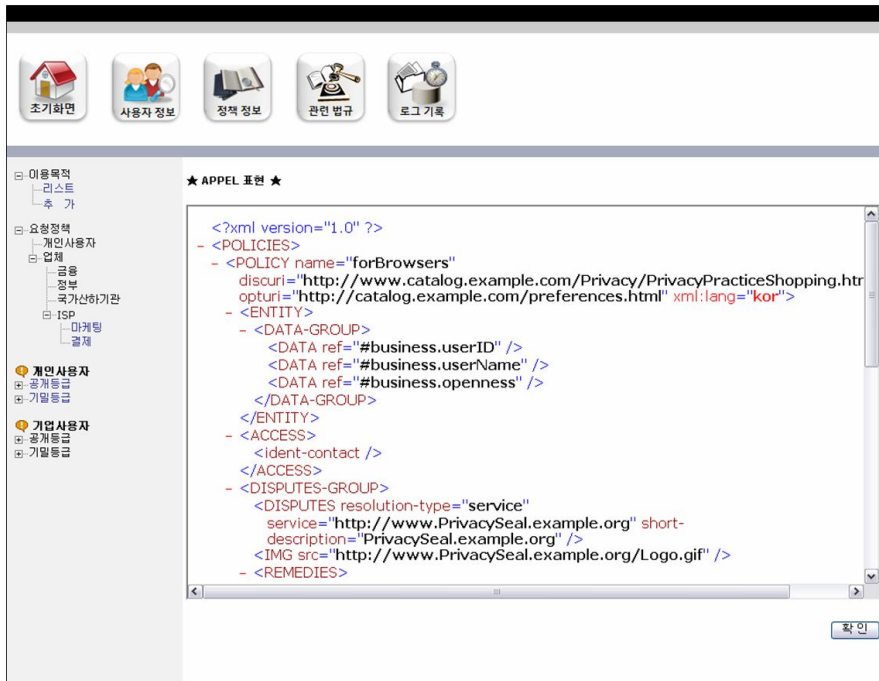 초기화면
사용자 정보
정책 정보
관련 법규
로그 기록
이용목적
리스트
추 가
요청정책
개인사용자
업체
금융
정부
국가산하기관
ISP
마케팅
결제
개인사용자
공개등급
기밀등급
기업사용자
공개등급
기밀등급
★ APPEL 표현 ★
<?xml version="1.0" ?>
- <POLICIES>
- <POLICY name="forBrowsers"
discuri="http://www.catalog.example.com/Privacy/PrivacyPracticeShopping.htr
opturi="http://catalog.example.com/preferences.html" xml:lang="kor">
- <ENTITY>
- <DATA-GROUP>
<DATA ref="#business.userID" />
<DATA ref="#business.userName" />
<DATA ref="#business.openness" />
</DATA-GROUP>
</ENTITY>
- <ACCESS>
<ident-contact />
</ACCESS>
- <DISPUTES-GROUP>
<DISPUTES resolution-type="service"
service="http://www.PrivacySeal.example.org" short-
description="PrivacySeal.example.org" />
<IMG src="http://www.PrivacySeal.example.org/Logo.gif" />
- <REMEDIES>
확 인